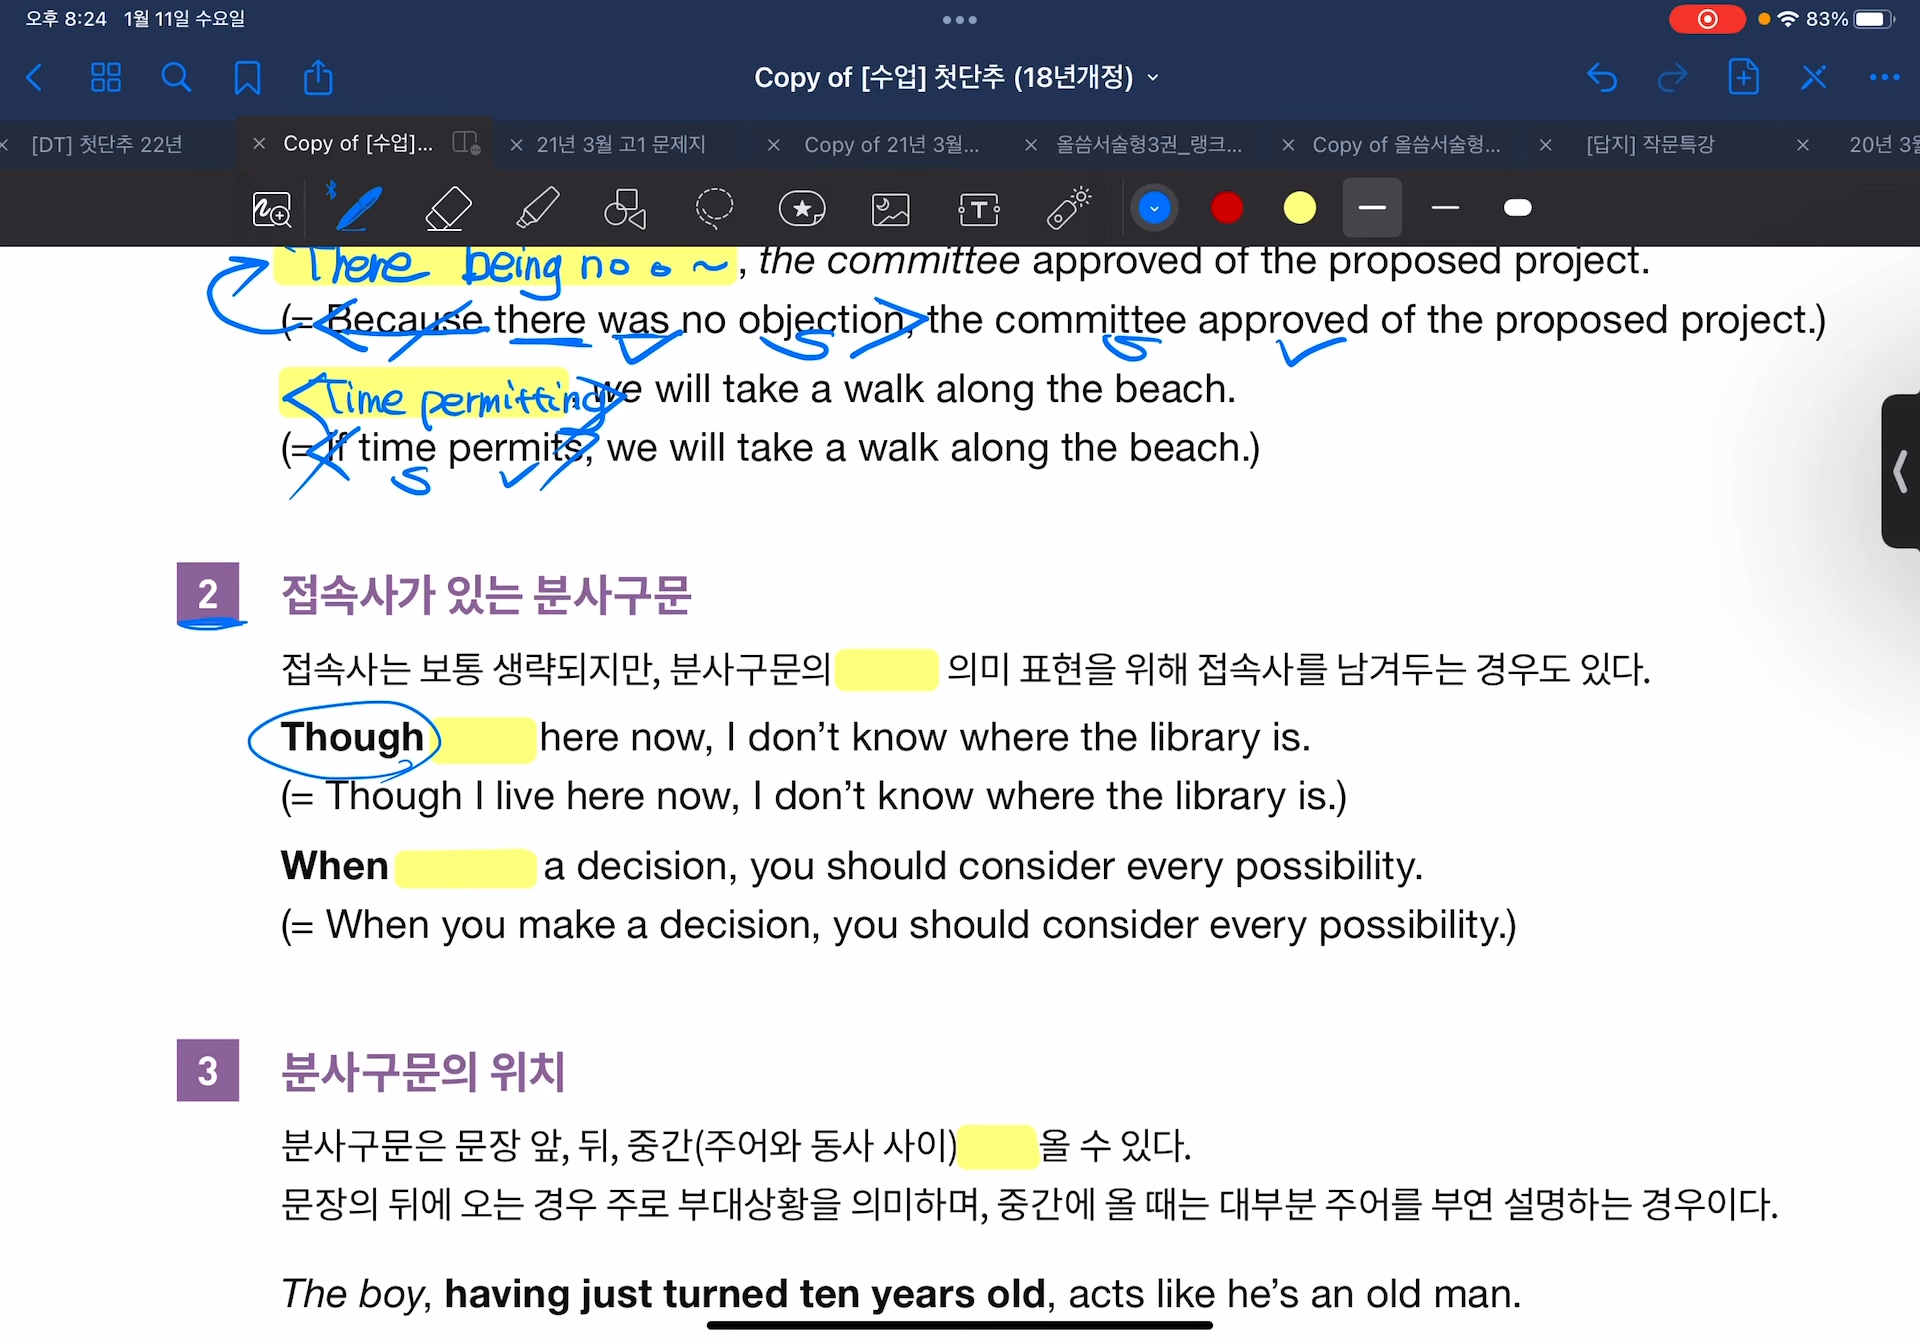 오후 8:24 1월 11일 수요일
83%
Copy of [수업] 첫단추 (18년개정)
[DT] 첫단추 22년
Copy of [수업]...
21년 3월 고1 문제지
Copy of 21년 3월...
올씀서술형3권_랭크...
Copy of 올씀서술형...
[답지] 작문특강
20년 3월
There being no ~, the committee approved of the proposed project.
(= Because there was no objection, the committee approved of the proposed project.)
S S
Time permitting, we will take a walk along the beach.
(= If time permits, we will take a walk along the beach.)
S
2 접속사가 있는 분사구문
접속사는 보통 생략되지만, 분사구문의 의미 표현을 위해 접속사를 남겨두는 경우도 있다.
Though here now, I don’t know where the library is.
(= Though I live here now, I don’t know where the library is.)
When a decision, you should consider every possibility.
(= When you make a decision, you should consider every possibility.)
3 분사구문의 위치
분사구문은 문장 앞, 뒤, 중간(주어와 동사 사이) 올 수 있다.
문장의 뒤에 오는 경우 주로 부대상황을 의미하며, 중간에 올 때는 대부분 주어를 부연 설명하는 경우이다.
The boy, having just turned ten years old, acts like he’s an old man.